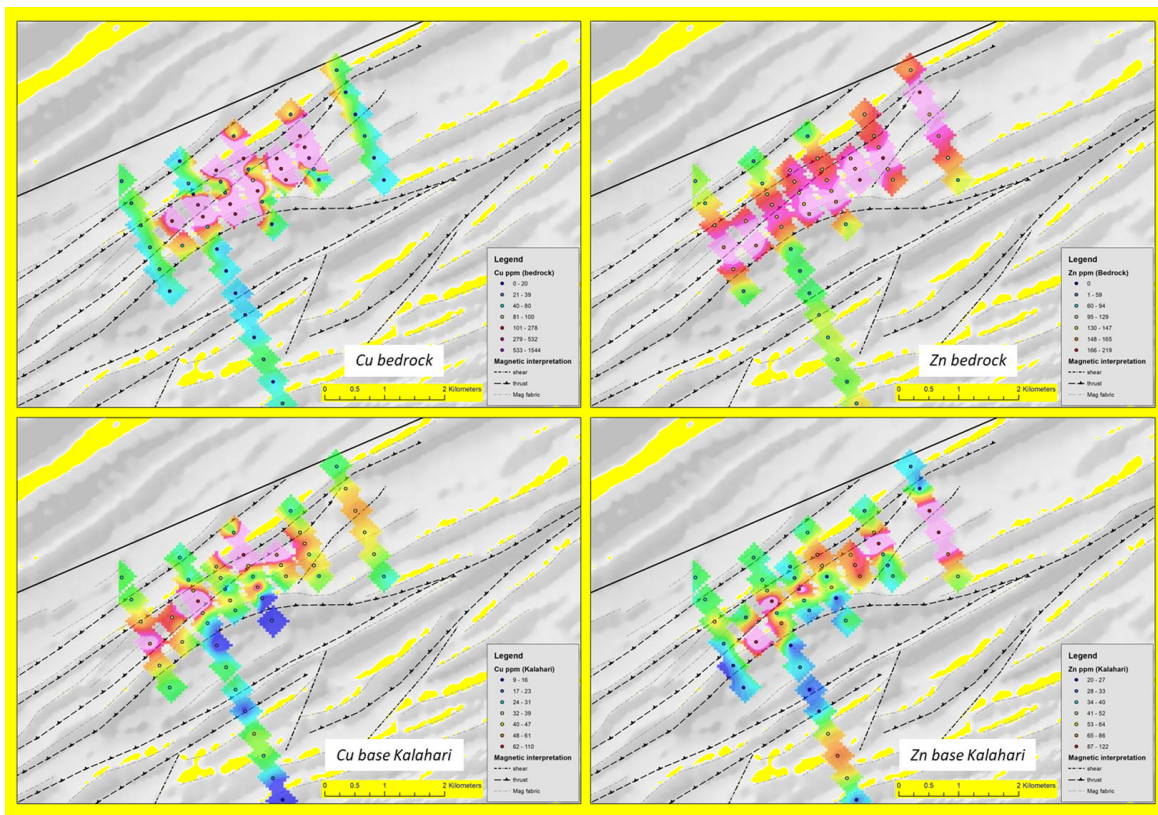 Legend
Cu ppm (bedrock)
0 - 20
21 - 39
40 - 80
81 - 100
101 - 278
279 - 532
533 - 1544
Magnetic interpretation
shear
thrust
Mag fabric
Cu bedrock
0 0.5 1 2 Kilometers
Legend
Zn ppm (Bedrock)
0
1 - 59
60 - 94
95 - 129
130 - 147
148 - 165
166 - 219
Magnetic interpretation
shear
thrust
Mag fabric
Zn bedrock
0 0.5 1 2 Kilometers
Legend
Cu ppm (Kalahari)
9 - 16
17 - 23
24 - 31
32 - 39
40 - 47
48 - 61
62 - 110
Magnetic interpretation
shear
thrust
Mag fabric
Cu base Kalahari
0 0.5 1 2 Kilometers
Legend
Zn ppm (Kalahari)
20 - 27
28 - 33
34 - 40
41 - 52
53 - 64
65 - 86
87 - 122
Magnetic interpretation
shear
thrust
Mag fabric
Zn base Kalahari
0 0.5 1 2 Kilometers